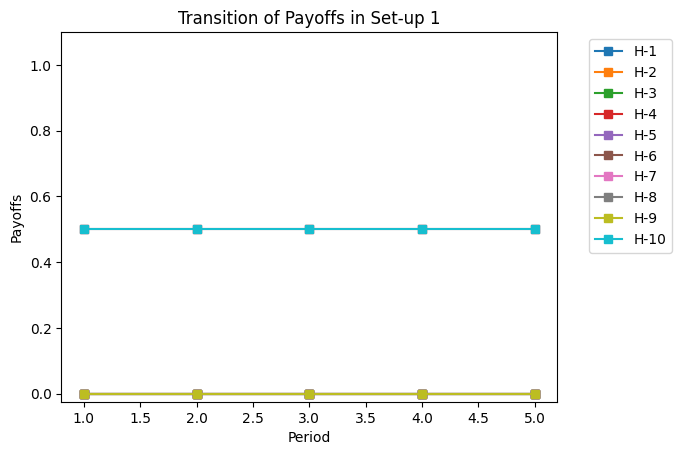 Transition of Payoffs in Set-up 1
1.0
0.8
0.6
0.4
0.2
0.0
Payoffs
1.0 1.5 2.0 2.5 3.0 3.5 4.0 4.5 5.0
Period
H-1
H-2
H-3
H-4
H-5
H-6
H-7
H-8
H-9
H-10